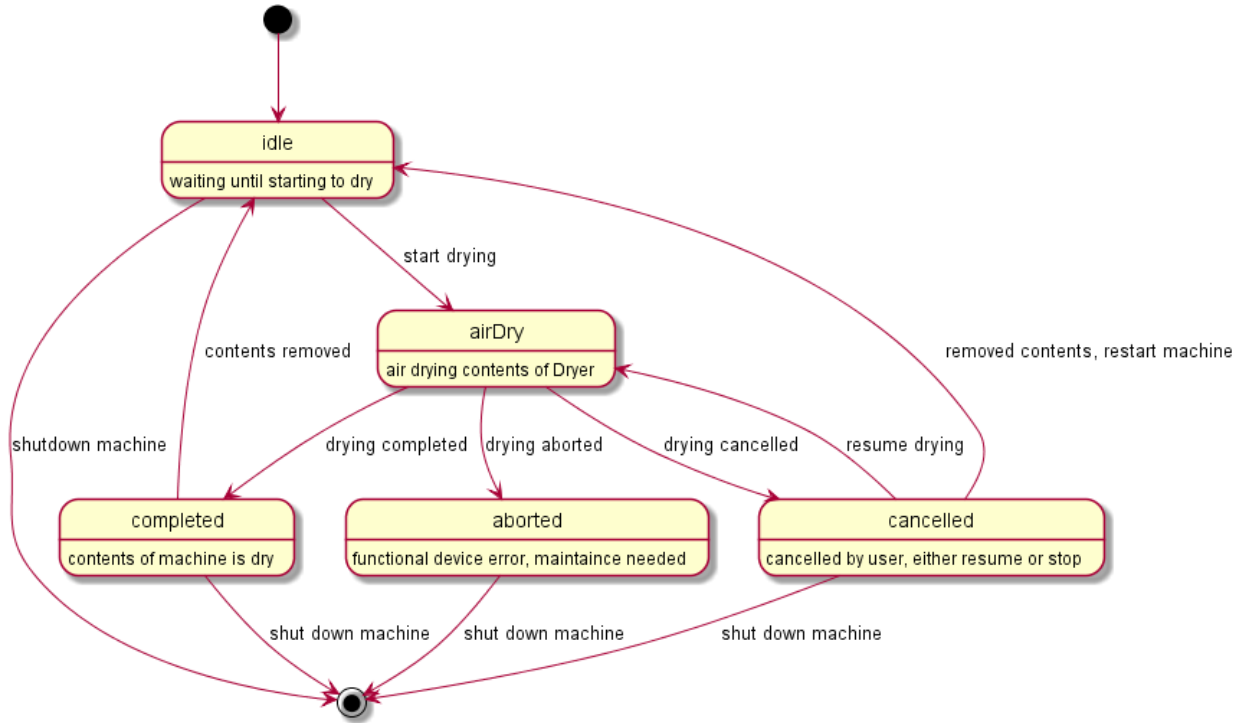 idle
waiting until starting to dry
start drying
airDry
air drying contents of Dryer
contents removed
removed contents, restart machine
shutdown machine
drying completed
drying aborted
drying cancelled
resume drying
completed
contents of machine is dry
aborted
functional device error, maintaince needed
cancelled
cancelled by user, either resume or stop
shut down machine
shut down machine
shut down machine